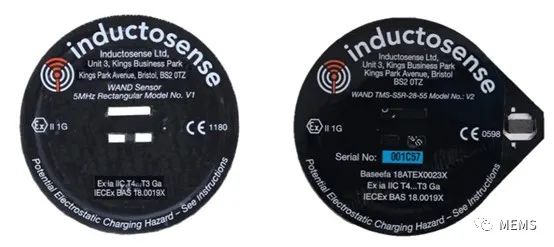 inductosense
Inductosense Ltd,
Unit 3, Kings Business Park
Kings Park Avenue, Bristol,
BS2 0TZ
WAND Sensor
5MHz Rectangular Model No. V1
Ex II 1G
CE 1180
Ex ia IIC T4...T3 Ga
IECEx BAS 18.0019X
Potential Electrostatic Charging Hazard – See Instructions
inductosense
Inductosense Ltd,
Unit 3, Kings Business Park
Kings Park Avenue, Bristol,
BS2 0TZ
WAND TMS-S5R-28-55 Model No.: V2
Ex II 1G
CE 0598
Serial No: 001C57
Baseefa 18ATEX0023X
Ex ia IIC T4...T3 Ga
IECEx BAS 18.0019X
Potential Electrostatic Charging Hazard – See Instructions
MEMS